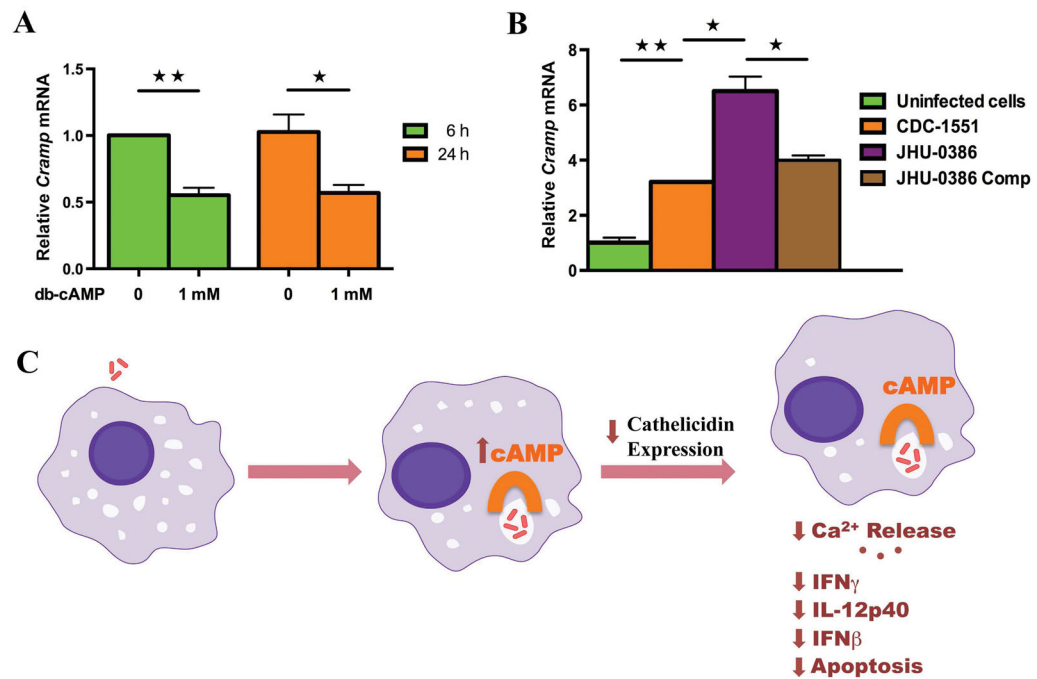 A
Relative Cramp mRNA
1.5
1.0
0.5
0.0
★★
★
6 h
24 h
db-cAMP 0 1 mM 0 1 mM
B
Relative Cramp mRNA
8
6
4
2
0
★★
★
★
Uninfected cells
CDC-1551
JHU-0386
JHU-0386 Comp
C
cAMP
Cathelicidin
Expression
cAMP
Ca²⁺ Release
IFNγ
IL-12p40
IFNβ
Apoptosis